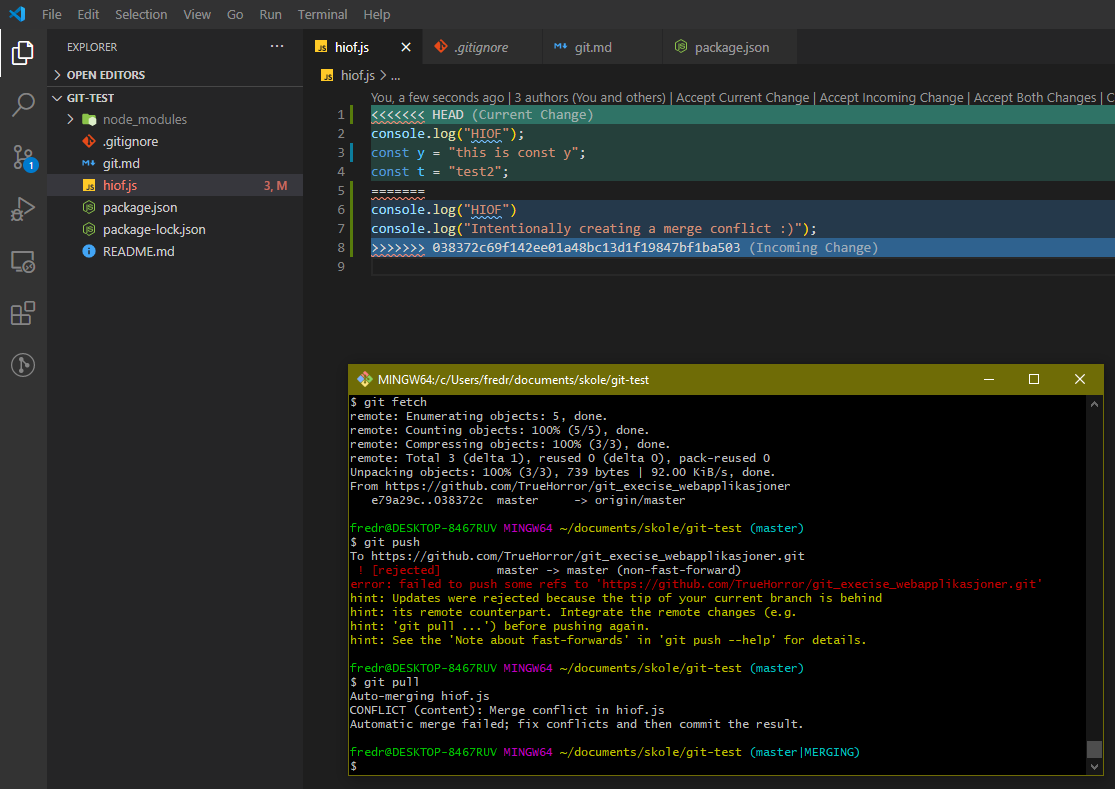 File Edit Selection View Go Run Terminal Help
EXPLORER ...
OPEN EDITORS
GIT-TEST
node_modules
.gitignore
git.md
hiof.js 3, M
package.json
package-lock.json
README.md
1
hiof.js .gitignore git.md package.json
hiof.js > ...
You, a few seconds ago | 3 authors (You and others) | Accept Current Change | Accept Incoming Change | Accept Both Changes | C
1 <<<<<<< HEAD (Current Change)
2 console.log("HIOF");
3 const y = "this is const y";
4 const t = "test2";
5 =======
6 console.log("HIOF")
7 console.log("Intentionally creating a merge conflict :)");
8 >>>>>>> 038372c69f142ee01a48bc13d1f19847bf1ba503 (Incoming Change)
9
MINGW64:/c/Users/fredr/documents/skole/git-test
$ git fetch
remote: Enumerating objects: 5, done.
remote: Counting objects: 100% (5/5), done.
remote: Compressing objects: 100% (3/3), done.
remote: Total 3 (delta 1), reused 0 (delta 0), pack-reused 0
Unpacking objects: 100% (3/3), 739 bytes | 92.00 KiB/s, done.
From https://github.com/TrueHorror/git_execise_webapplikasjoner
e79a29c..038372c master -> origin/master
fredr@DESKTOP-8467RUV MINGW64 ~/documents/skole/git-test (master)
$ git push
To https://github.com/TrueHorror/git_execise_webapplikasjoner.git
! [rejected] master -> master (non-fast-forward)
error: failed to push some refs to 'https://github.com/TrueHorror/git_execise_webapplikasjoner.git'
hint: Updates were rejected because the tip of your current branch is behind
hint: its remote counterpart. Integrate the remote changes (e.g.
hint: 'git pull ...') before pushing again.
hint: See the 'Note about fast-forwards' in 'git push --help' for details.
fredr@DESKTOP-8467RUV MINGW64 ~/documents/skole/git-test (master)
$ git pull
Auto-merging hiof.js
CONFLICT (content): Merge conflict in hiof.js
Automatic merge failed; fix conflicts and then commit the result.
fredr@DESKTOP-8467RUV MINGW64 ~/documents/skole/git-test (master|MERGING)
$